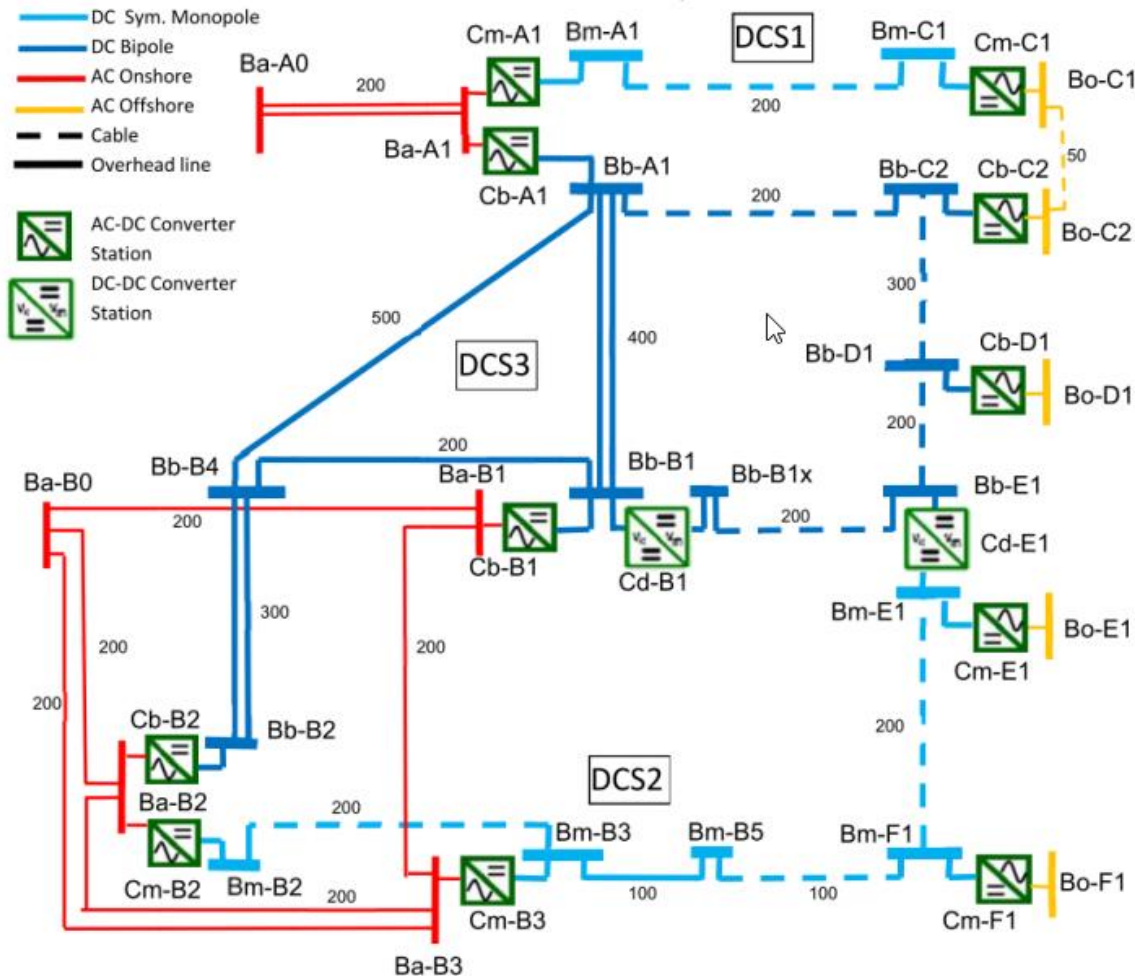 DC Sym. Monopole
DC Bipole
AC Onshore
AC Offshore
Cable
Overhead line
AC-DC Converter
Station
DC-DC Converter
Station
DCS1
Cm-A1
Bm-A1
Bm-C1
Cm-C1
Ba-A0
200
200
Bo-C1
Ba-A1
50
Cb-A1
Bb-A1
Bb-C2
Cb-C2
200
Bo-C2
300
500
400
DCS3
Bb-D1
Cb-D1
Bo-D1
200
200
Bb-B4
Ba-B1
Bb-B1
Bb-B1x
Ba-B0
Bb-E1
200
200
Cd-E1
Cb-B1
Cd-B1
Bm-E1
Bo-E1
300
200
200
Cm-E1
200
Cb-B2
Bb-B2
200
Ba-B2
DCS2
200
Bm-B3
Bm-B5
Bm-F1
Cm-B2
Bm-B2
100
100
Bo-F1
200
Cm-B3
Cm-F1
Ba-B3